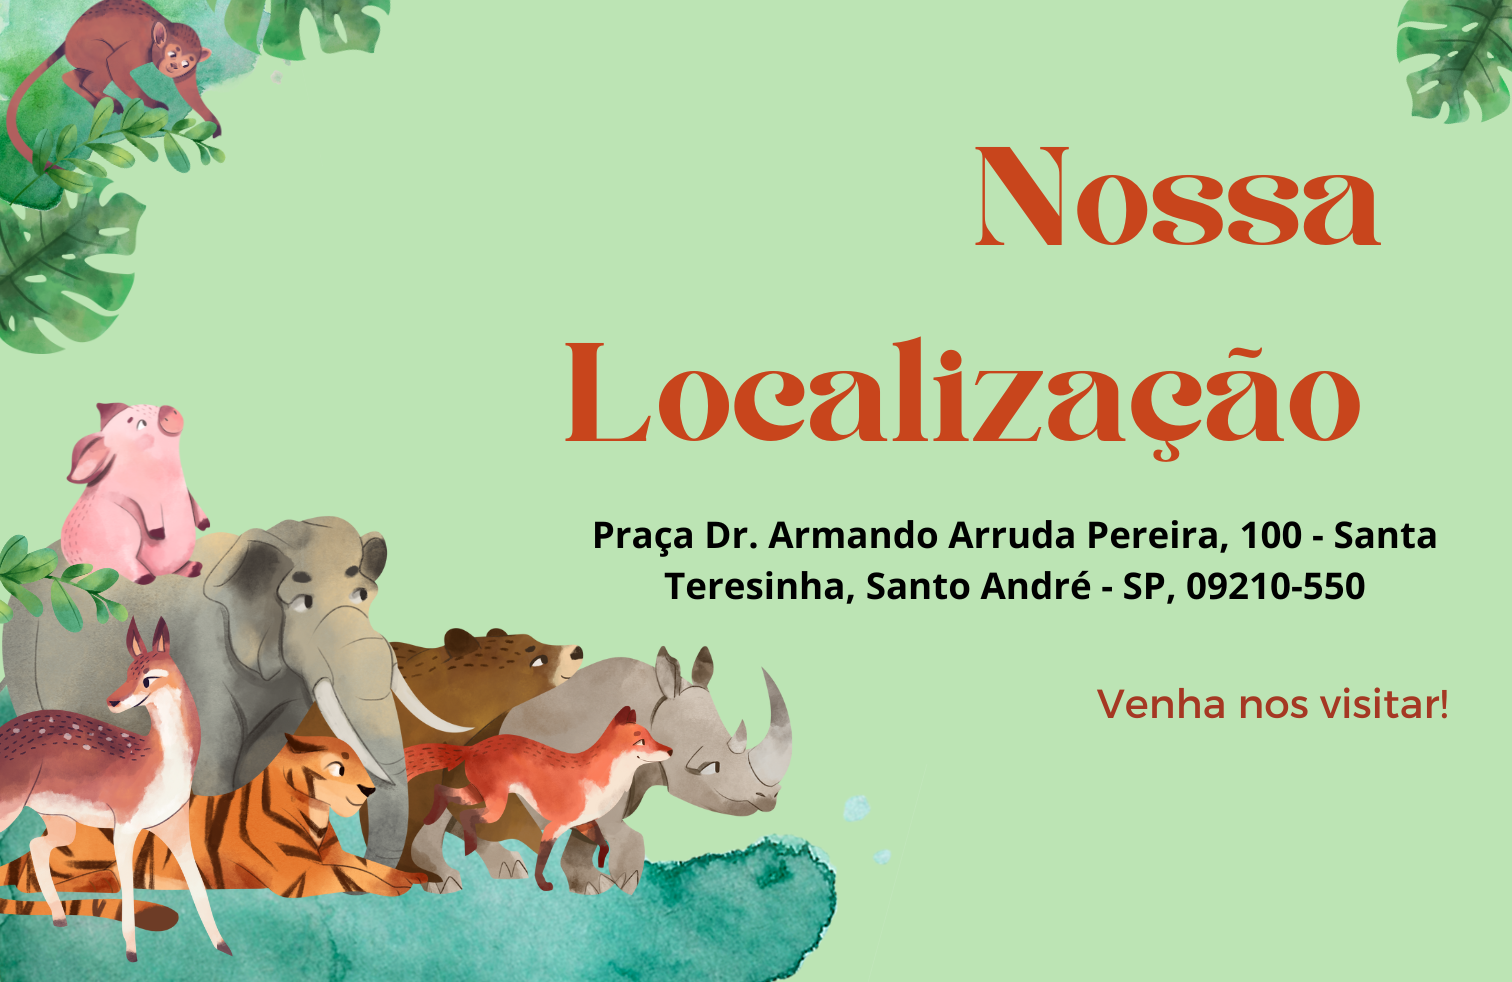 Nossa
Localização
Praça Dr. Armando Arruda Pereira, 100 - Santa
Teresinha, Santo André - SP, 09210-550
Venha nos visitar!